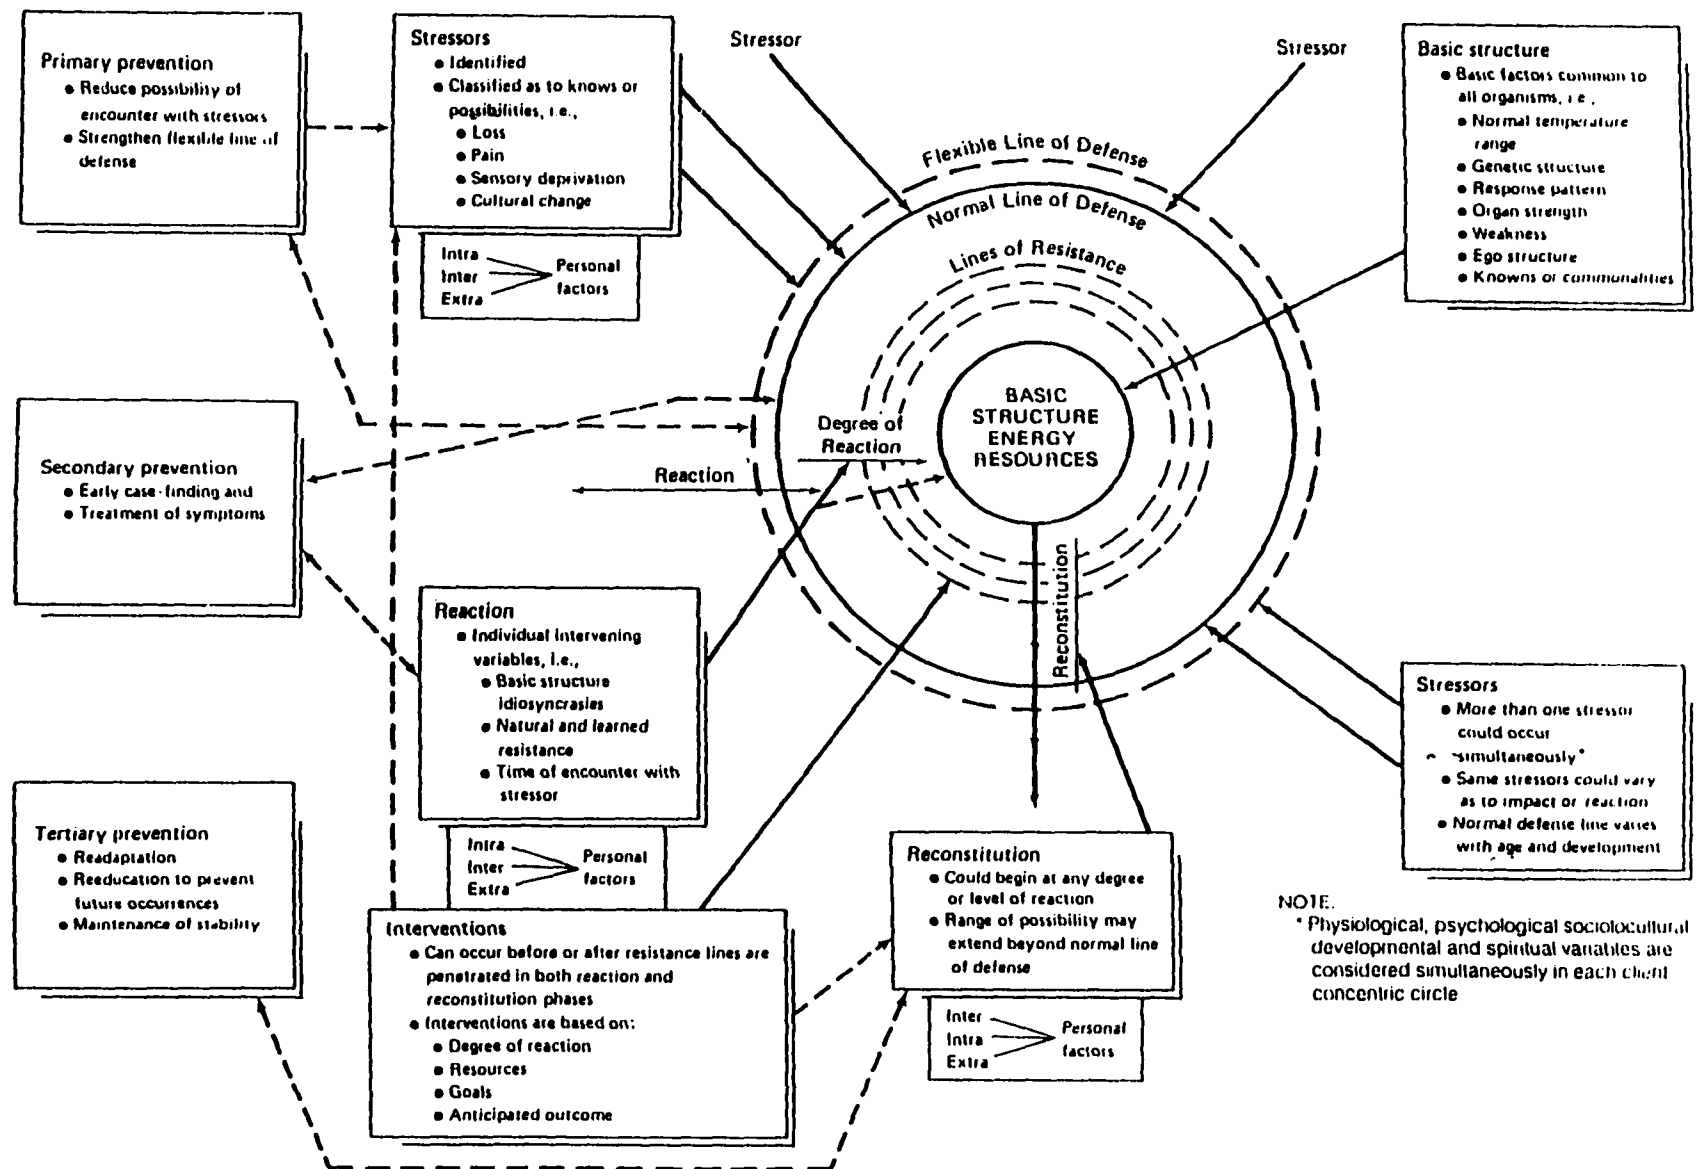 Primary prevention
• Reduce possibility of
encounter with stressors
• Strengthen flexible line of
defense
Stressors
• Identified
• Classified as to knows or
possibilities, i.e.,
• Loss
• Pain
• Sensory deprivation
• Cultural change
Intra
Inter
Extra
Personal
factors
Stressor
Stressor
Basic structure
• Basic factors common to
all organisms, i.e.,
• Normal temperature
range
• Genetic structure
• Response pattern
• Organ strength
• Weakness
• Ego structure
• Knowns or commonalities
Flexible Line of Defense
Normal Line of Defense
Lines of Resistance
BASIC
STRUCTURE
ENERGY
RESOURCES
Degree of
Reaction
Reaction
Reconstitution
Secondary prevention
• Early case-finding and
• Treatment of symptoms
Reaction
• Individual intervening
variables, i.e.,
• Basic structure
idiosyncrasies
• Natural and learned
resistance
• Time of encounter with
stressor
Intra
Inter
Extra
Personal
factors
Stressors
• More than one stressor
could occur
simultaneously*
• Same stressors could vary
as to impact or reaction
• Normal defense line varies
with age and development
Tertiary prevention
• Readaptation
• Reeducation to prevent
future occurrences
• Maintenance of stability
Interventions
• Can occur before or after resistance lines are
penetrated in both reaction and
reconstitution phases
• Interventions are based on:
• Degree of reaction
• Resources
• Goals
• Anticipated outcome
Reconstitution
• Could begin at any degree
or level of reaction
• Range of possibility may
extend beyond normal line
of defense
Inter
Intra
Extra
Personal
factors
NOTE.
* Physiological, psychological sociolocultural
developmental and spiritual variables are
considered simultaneously in each client
concentric circle